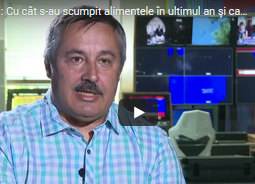 : Cu cât s-au scumpit alimentele în ultimul an și ca...